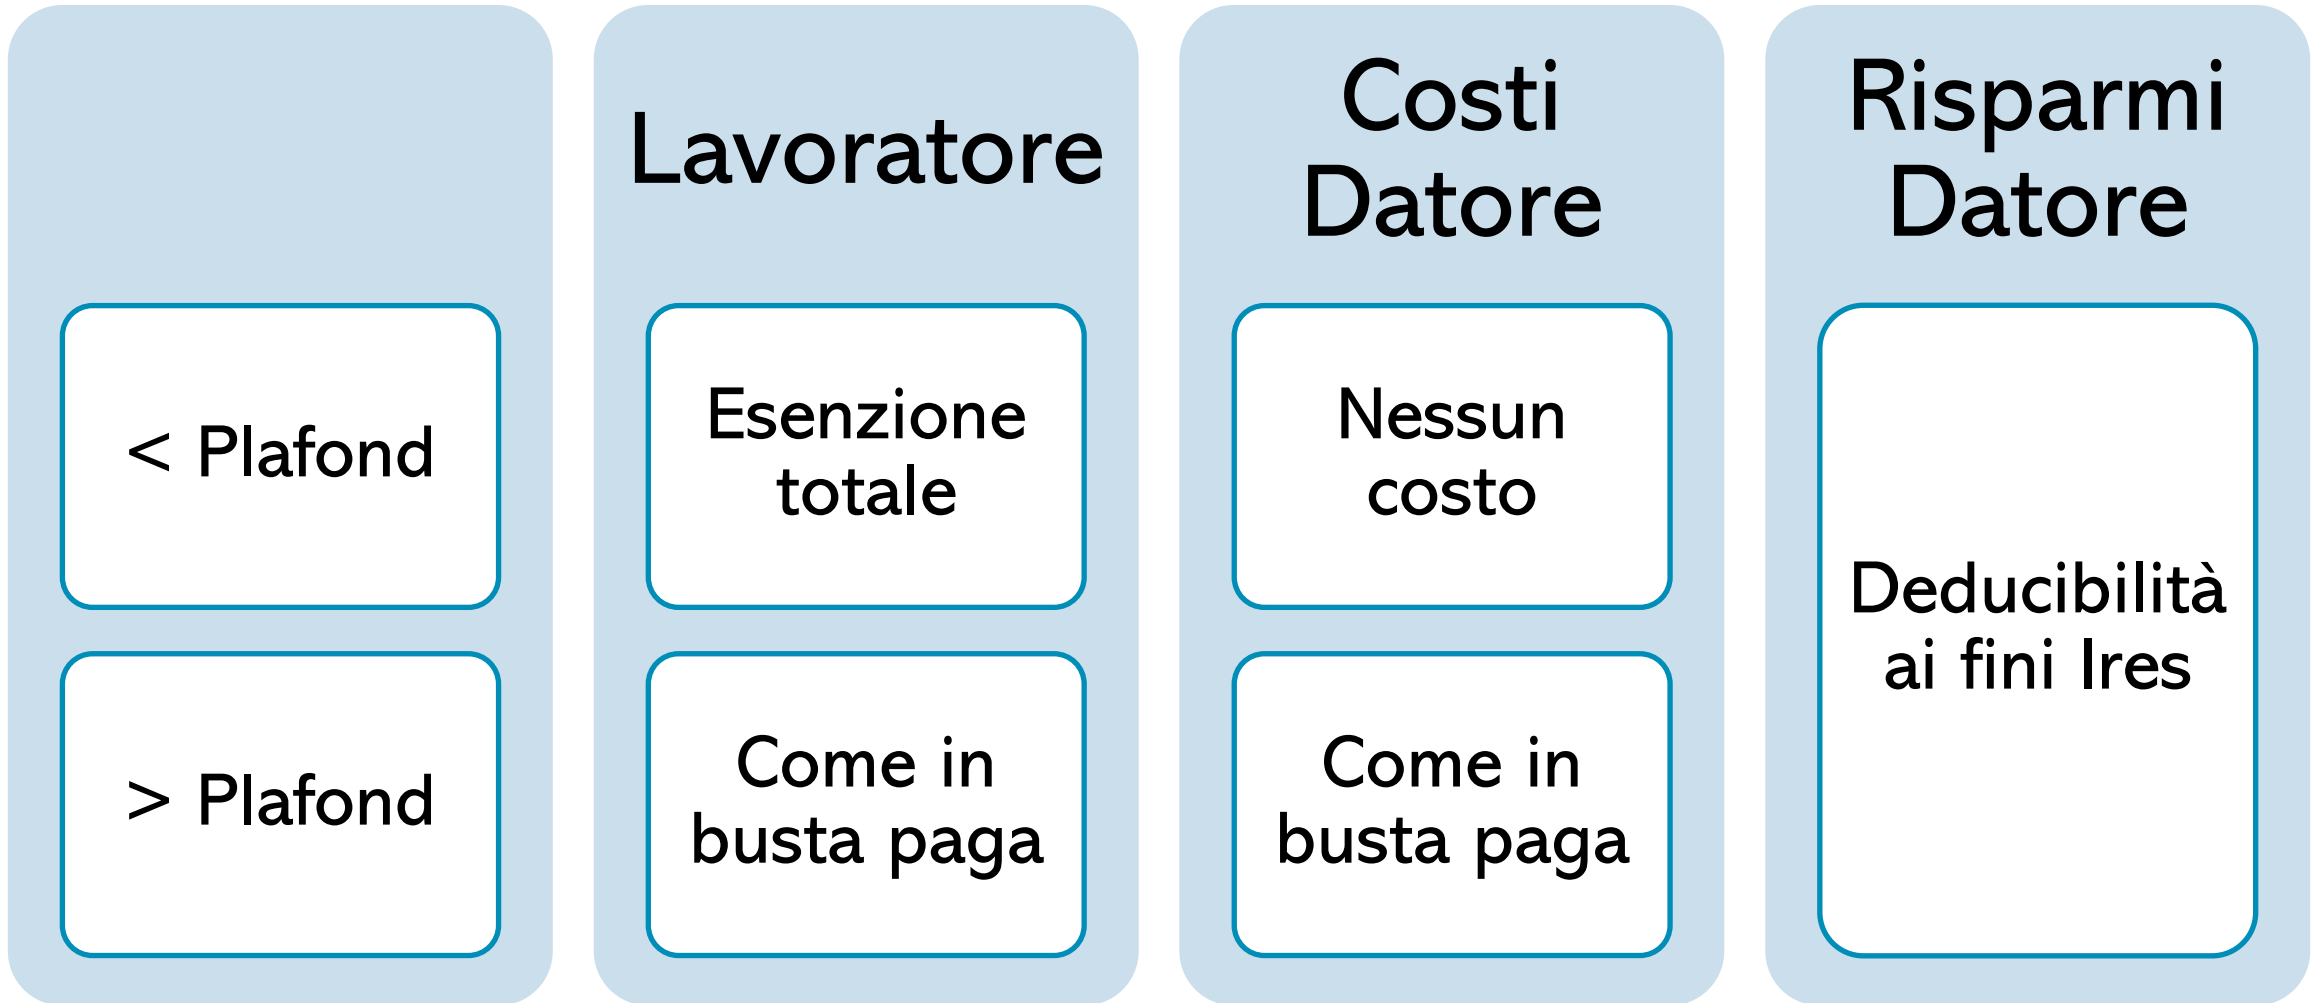 Lavoratore
Costi
Datore
Risparmi
Datore
< Plafond
Esenzione
totale
Nessun
costo
Deducibilità
ai fini Ires
> Plafond
Come in
busta paga
Come in
busta paga